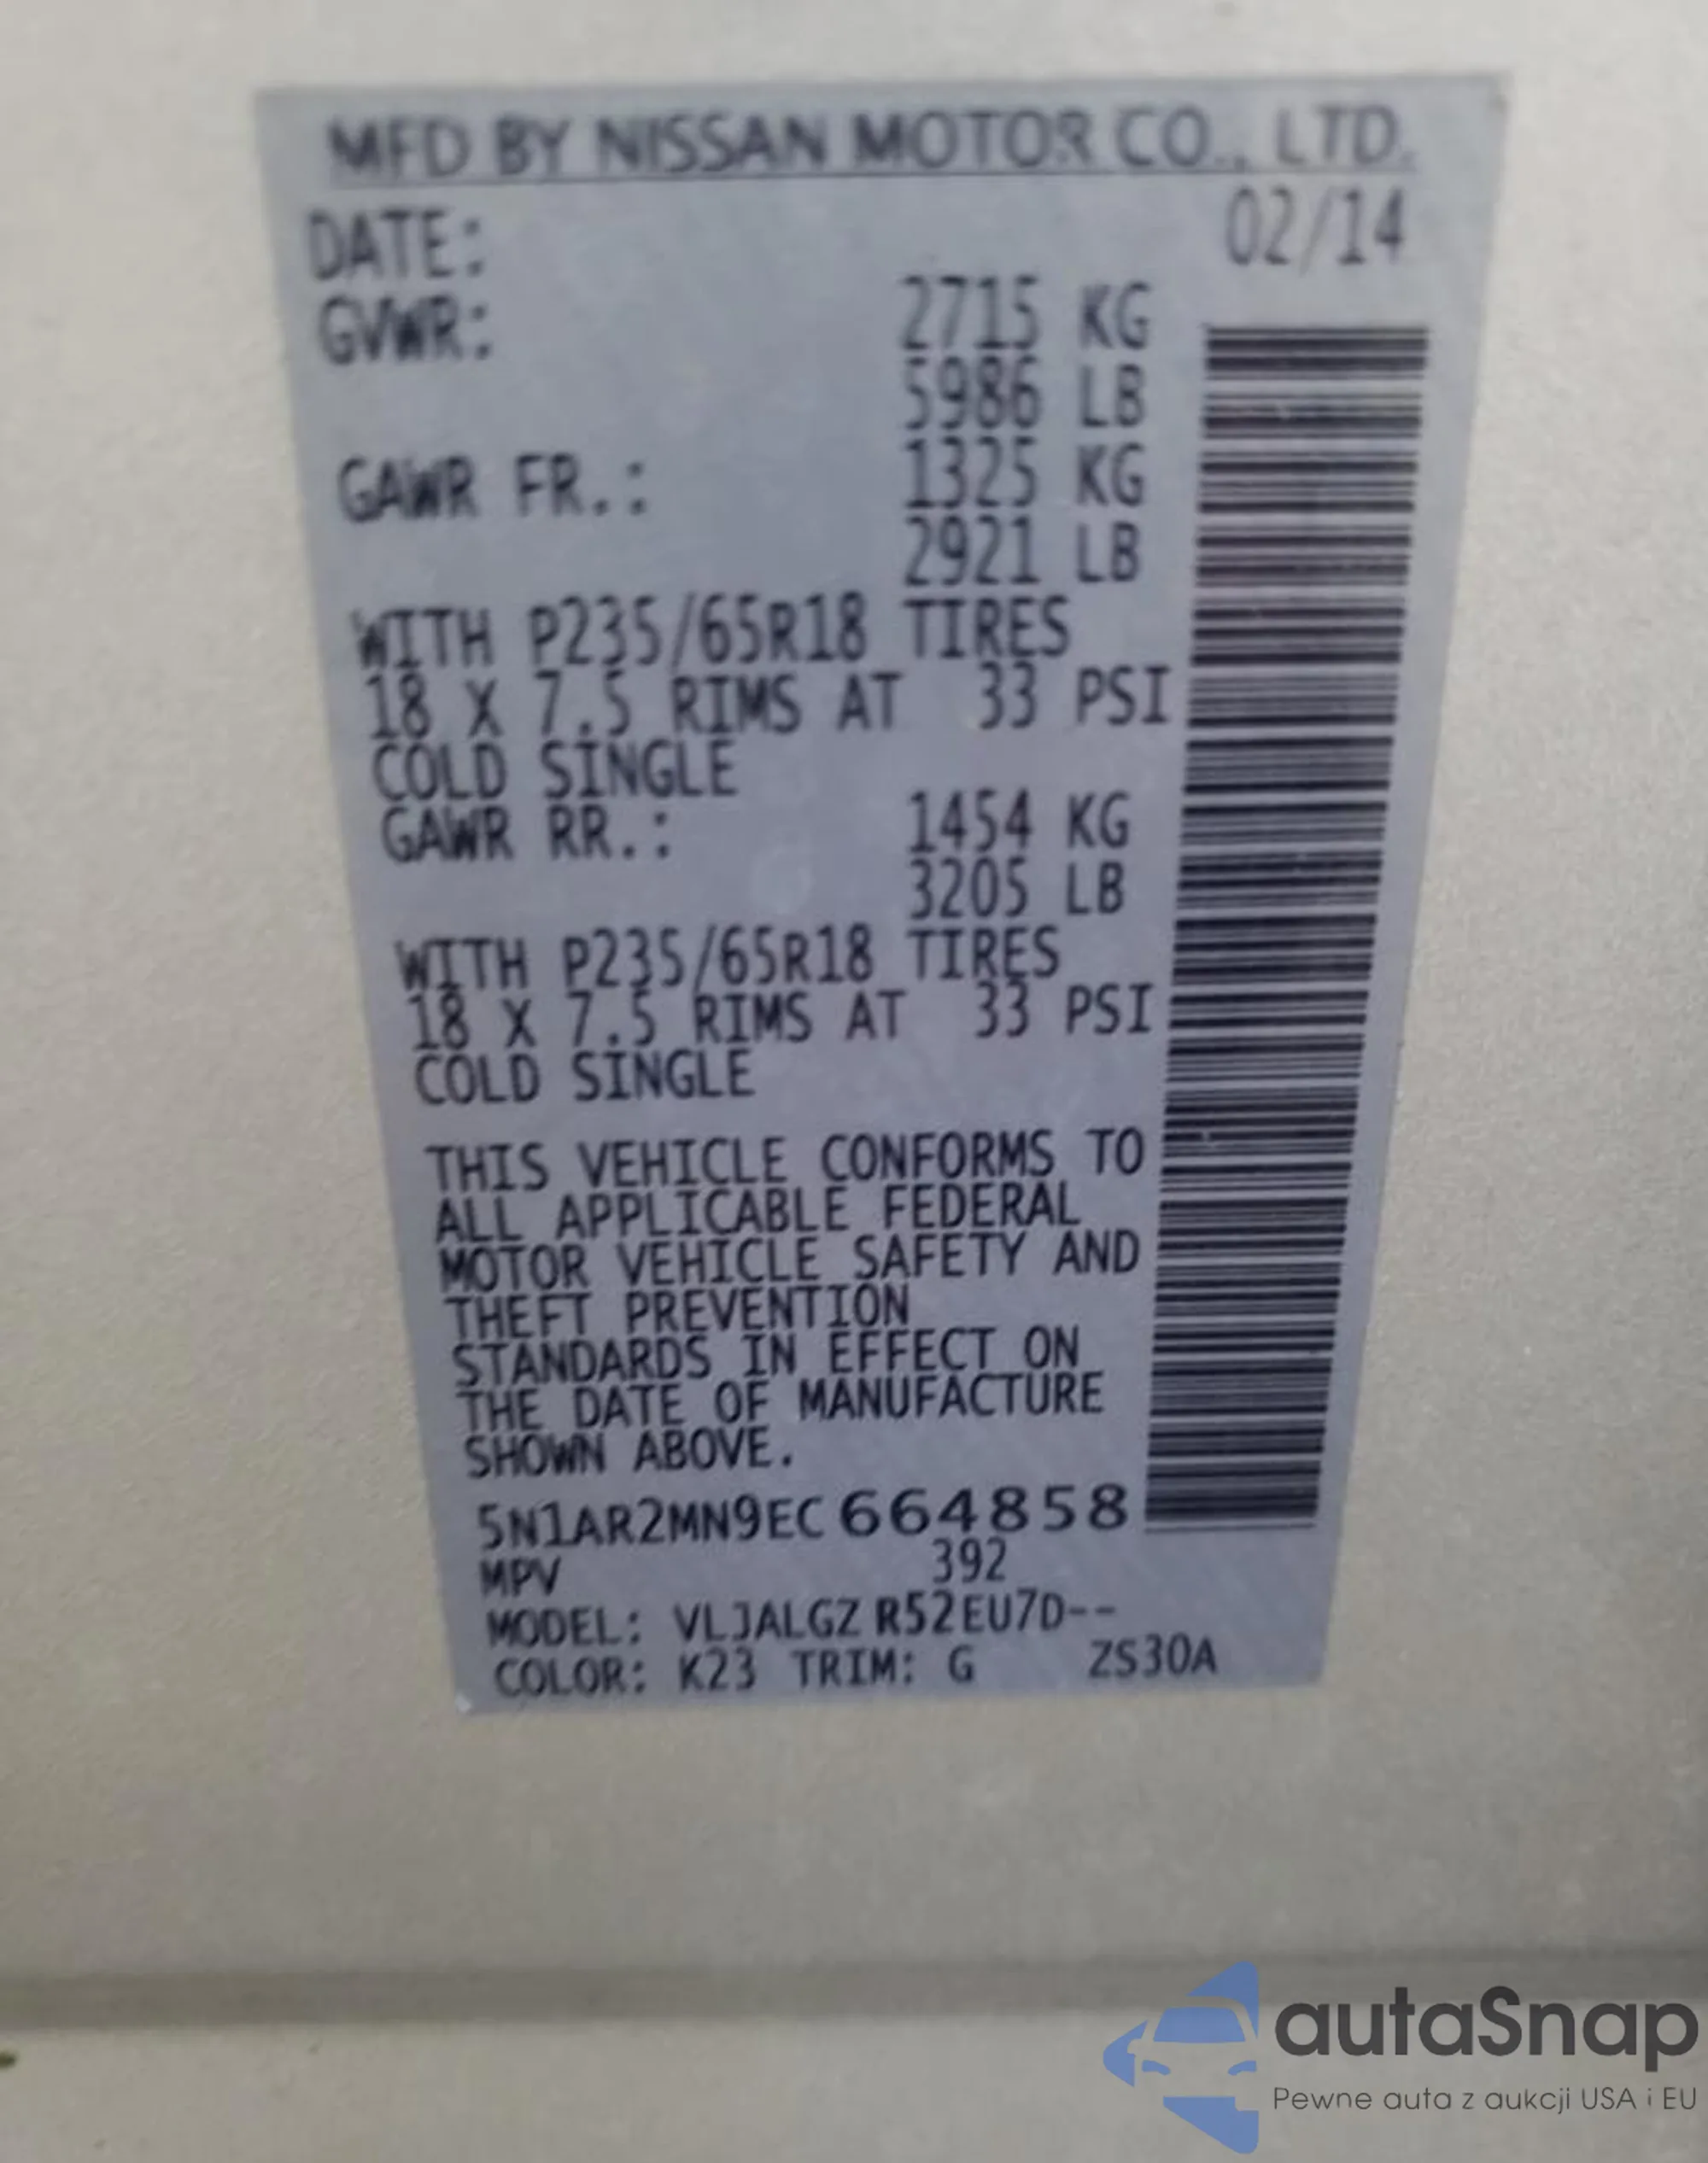 MFD BY NISSAN MOTOR CO., LTD.
DATE: 02/14
GVWR: 2715 KG
5986 LB
GAWR FR.: 1325 KG
2921 LB
WITH P235/65R18 TIRES
18 X 7.5 RIMS AT 33 PSI
COLD SINGLE
GAWR RR.: 1454 KG
3205 LB
WITH P235/65R18 TIRES
18 X 7.5 RIMS AT 33 PSI
COLD SINGLE
THIS VEHICLE CONFORMS TO
ALL APPLICABLE FEDERAL
MOTOR VEHICLE SAFETY AND
THEFT PREVENTION
STANDARDS IN EFFECT ON
THE DATE OF MANUFACTURE
SHOWN ABOVE.
5N1AR2MN9EC664858
MPV 392
MODEL: VLJALGZ R52EU7D--
COLOR: K23 TRIM: G ZS30A
autaSnap
Pewne auta z aukcji USA i EU